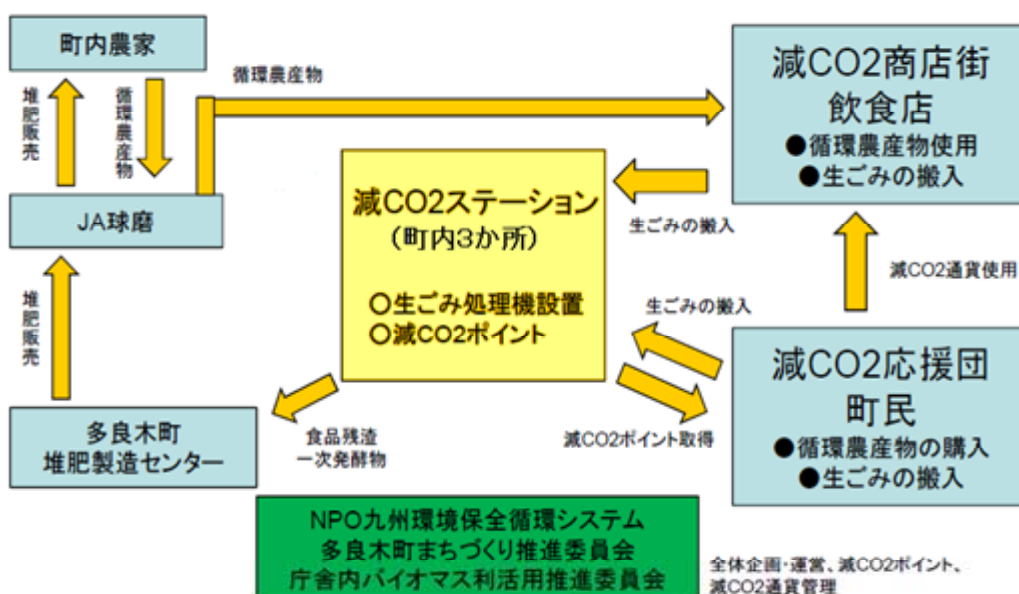 町内農家
堆肥販売
循環農産物
循環農産物
JA球磨
堆肥販売
多良木町
堆肥製造センター
減CO2ステーション
（町内3か所）
○生ごみ処理機設置
○減CO2ポイント
食品残渣
一次発酵物
減CO2商店街
飲食店
●循環農産物使用
●生ごみの搬入
生ごみの搬入
減CO2通貨使用
生ごみの搬入
減CO2ポイント取得
減CO2応援団
町民
●循環農産物の購入
●生ごみの搬入
NPO九州環境保全循環システム
多良木町まちづくり推進委員会
庁舎内バイオマス利活用推進委員会
全体企画・運営、減CO2ポイント、
減CO2通貨管理